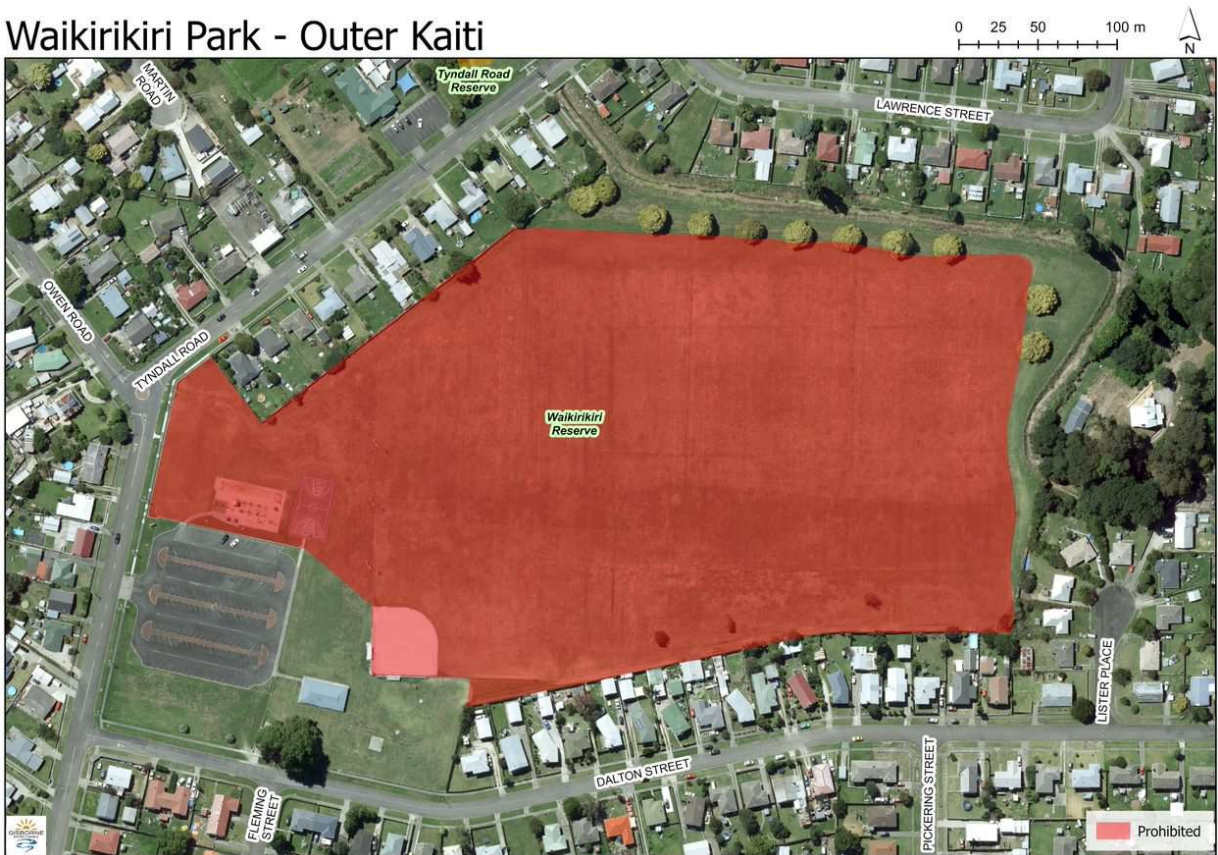 Waikirikiri Park - Outer Kaiti
0 25 50 100 m
N
MARTIN
ROAD
Tyndall Road
Reserve
LAWRENCE STREET
OWEN ROAD
TYNDALL ROAD
Waikirikiri
Reserve
LISTER PLACE
DALTON STREET
FLEMING
STREET
PICKERING STREET
GISBORNE
Prohibited